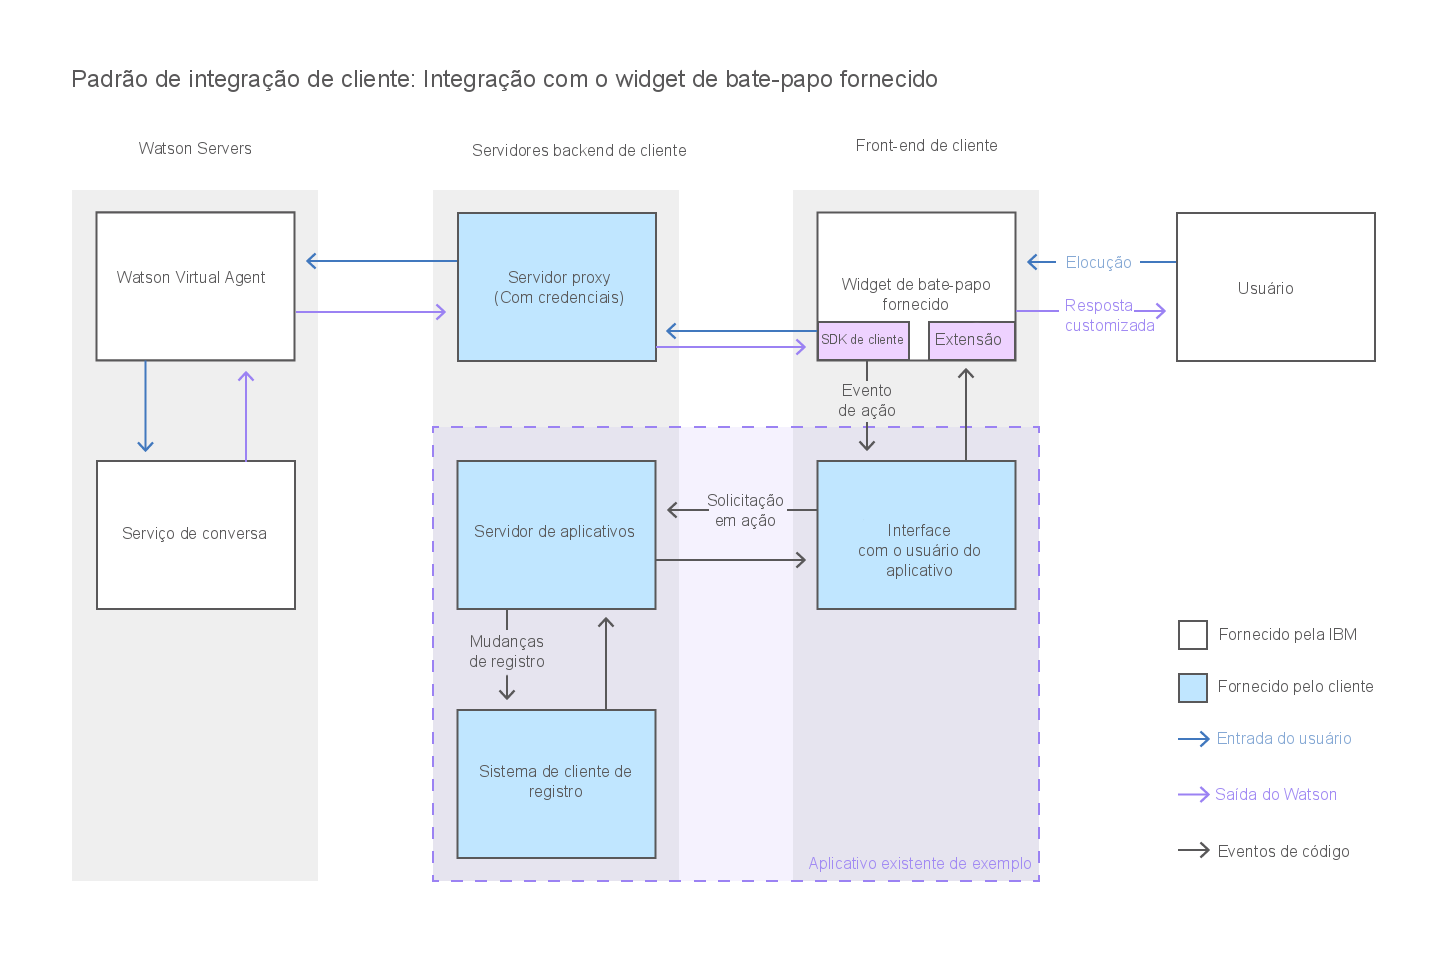 Padrão de integração de cliente: Integração com o widget de bate-papo fornecido
Watson Servers
Servidores backend de cliente
Front-end de cliente
Watson Virtual Agent
Servidor proxy
(Com credenciais)
Widget de bate-papo
fornecido
SDK de cliente
Extensão
Elocução
Resposta
customizada
Usuário
Evento
de ação
Serviço de conversa
Servidor de aplicativos
Solicitação
em ação
Interface
com o usuário do
aplicativo
Mudanças
de registro
Sistema de cliente de
registro
Aplicativo existente de exemplo
Fornecido pela IBM
Fornecido pelo cliente
Entrada do usuário
Saída do Watson
Eventos de código